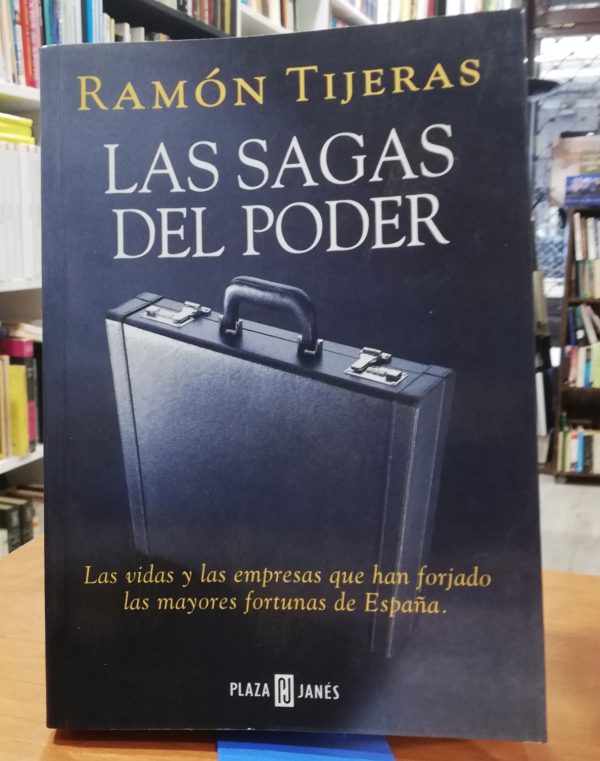 RAMÓN TIJERAS
LAS SAGAS
DEL PODER
Las vidas y las empresas que han forjado
las mayores fortunas de España.
PLAZA JANÉS